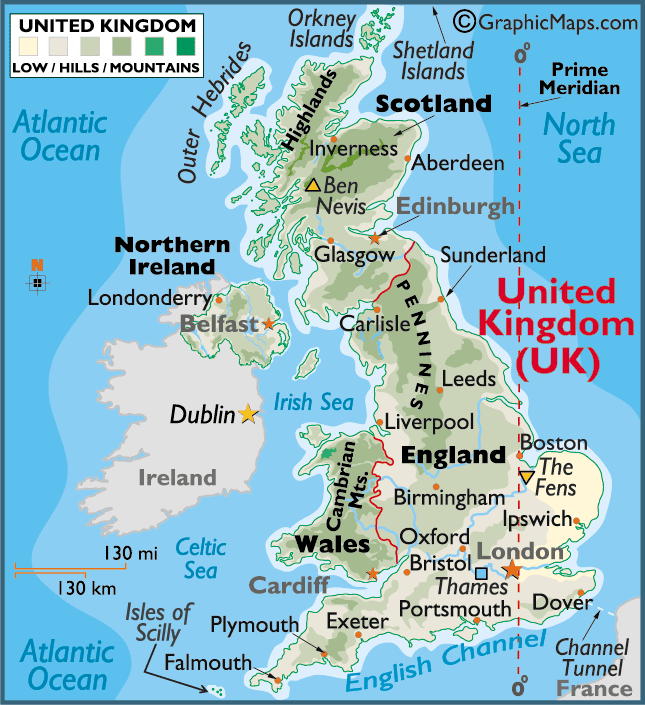 UNITED KINGDOM
LOW / HILLS / MOUNTAINS
Orkney
Islands
© GraphicMaps.com
Shetland
Islands
0°
Prime
Meridian
Outer Hebrides
Highlands
Scotland
Atlantic
Ocean
North
Sea
Inverness
Aberdeen
Ben
Nevis
Edinburgh
Northern
Ireland
Glasgow
Sunderland
N
Londonderry
Belfast
Carlisle
PENNINES
United
Kingdom
(UK)
Leeds
Dublin
Irish Sea
Liverpool
Boston
England
The
Fens
Ireland
Cambrian
Mts.
Birmingham
Ipswich
Oxford
Wales
London
130 mi
130 km
Celtic
Sea
Bristol
Cardiff
Thames
Portsmouth
Dover
Isles of
Scilly
Plymouth
Exeter
Falmouth
English Channel
Channel
Tunnel
Atlantic
Ocean
0°
France